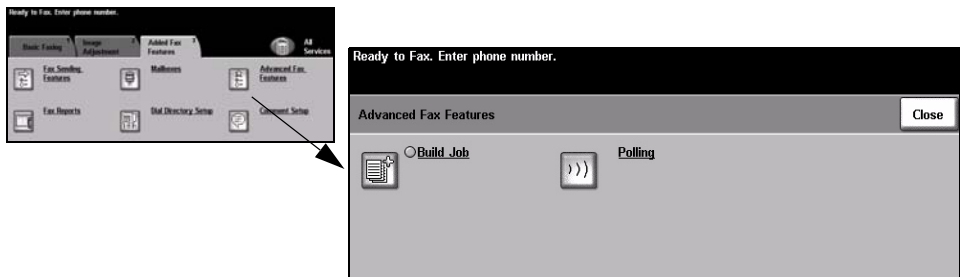 Ready to Fax. Enter phone number.
Basic Faxing
Image Adjustment
Added Fax Features
All Services
Fax Sending Features
Mailboxes
Advanced Fax Features
Fax Reports
Dial Directory Setup
Comment Setup
Ready to Fax. Enter phone number.
Advanced Fax Features
Close
Build Job
Polling